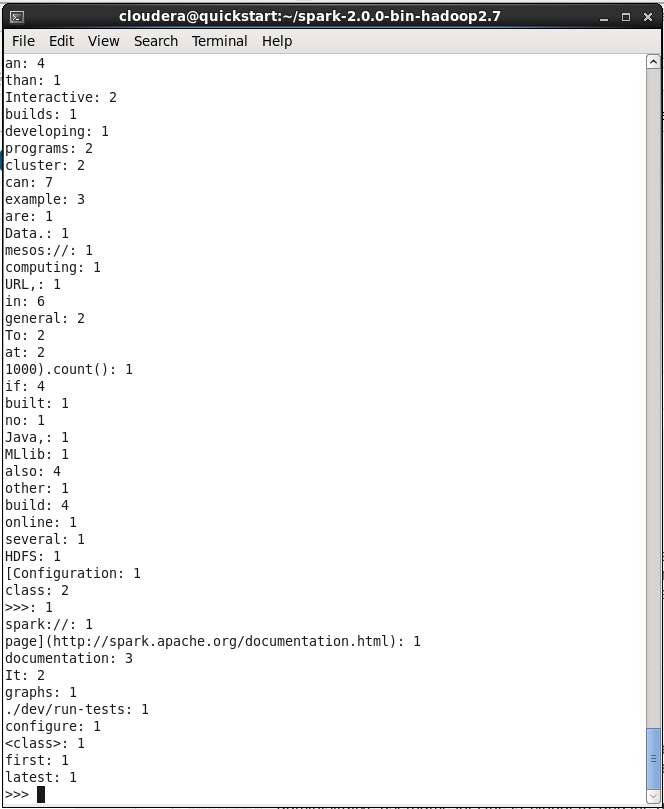 cloudera@quickstart:~/spark-2.0.0-bin-hadoop2.7
File Edit View Search Terminal Help
an: 4
than: 1
Interactive: 2
builds: 1
developing: 1
programs: 2
cluster: 2
can: 7
example: 3
are: 1
Data.: 1
mesos://: 1
computing: 1
URL,: 1
in: 6
general: 2
To: 2
at: 2
1000).count(): 1
if: 4
built: 1
no: 1
Java,: 1
MLlib: 1
also: 4
other: 1
build: 4
online: 1
several: 1
HDFS: 1
[Configuration: 1
class: 2
>>>: 1
spark://: 1
page](http://spark.apache.org/documentation.html): 1
documentation: 3
It: 2
graphs: 1
./dev/run-tests: 1
configure: 1
<class>: 1
first: 1
latest: 1
>>>